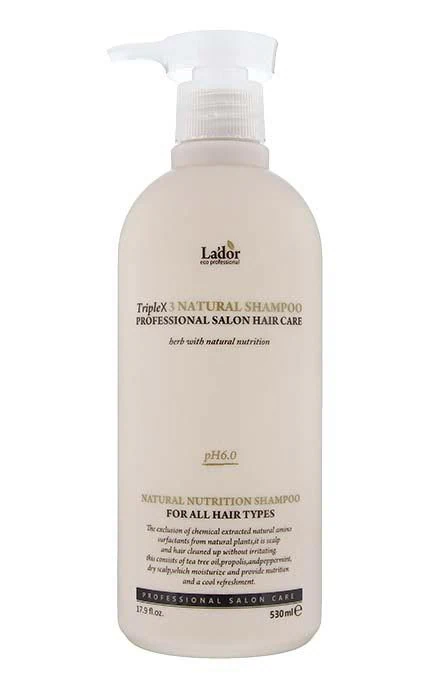 La'dor
eco professional
TripleX3 NATURAL SHAMPOO
PROFESSIONAL SALON HAIR CARE
herb with natural nutrition
pH6.0
NATURAL NUTRITION SHAMPOO
FOR ALL HAIR TYPES
The exclusion of chemical extracted natural amino
surfactants from natural plants,it is scalp
and hair cleaned up without irritating.
this consists of tea tree oil,propolis,andpeppermint,
dry scalp,which moisturize and provide nutrition
and a cool refreshment.
PROFESSIONAL SALON CARE
17.9 fl.oz. 530ml℮